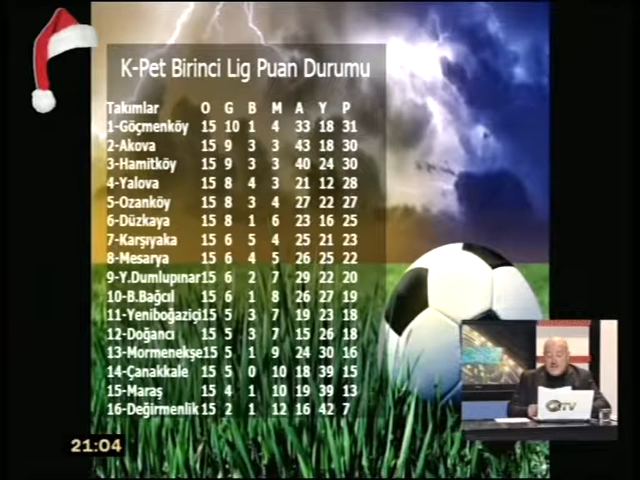 K-Pet Birinci Lig Puan Durumu
Takımlar O G B M A Y P
1-Göçmenköy 15 10 1 4 33 18 31
2-Akova 15 9 3 3 43 18 30
3-Hamitköy 15 9 3 3 40 24 30
4-Yalova 15 8 4 3 21 12 28
5-Ozanköy 15 8 3 4 27 22 27
6-Düzkaya 15 8 1 6 23 16 25
7-Karşıyaka 15 6 5 4 25 21 23
8-Mesarya 15 6 4 5 26 25 22
9-Y.Dumlupınar 15 6 2 7 29 22 20
10-B.Bağcıl 15 6 1 8 26 27 19
11-Yeniboğaziçi 15 5 3 7 19 23 18
12-Doğancı 15 5 3 7 15 26 18
13-Mormenekşe 15 5 1 9 24 30 16
14-Çanakkale 15 5 0 10 18 39 15
15-Maraş 15 4 1 10 19 39 13
16-Değirmenlik 15 2 1 12 16 42 7
21:04